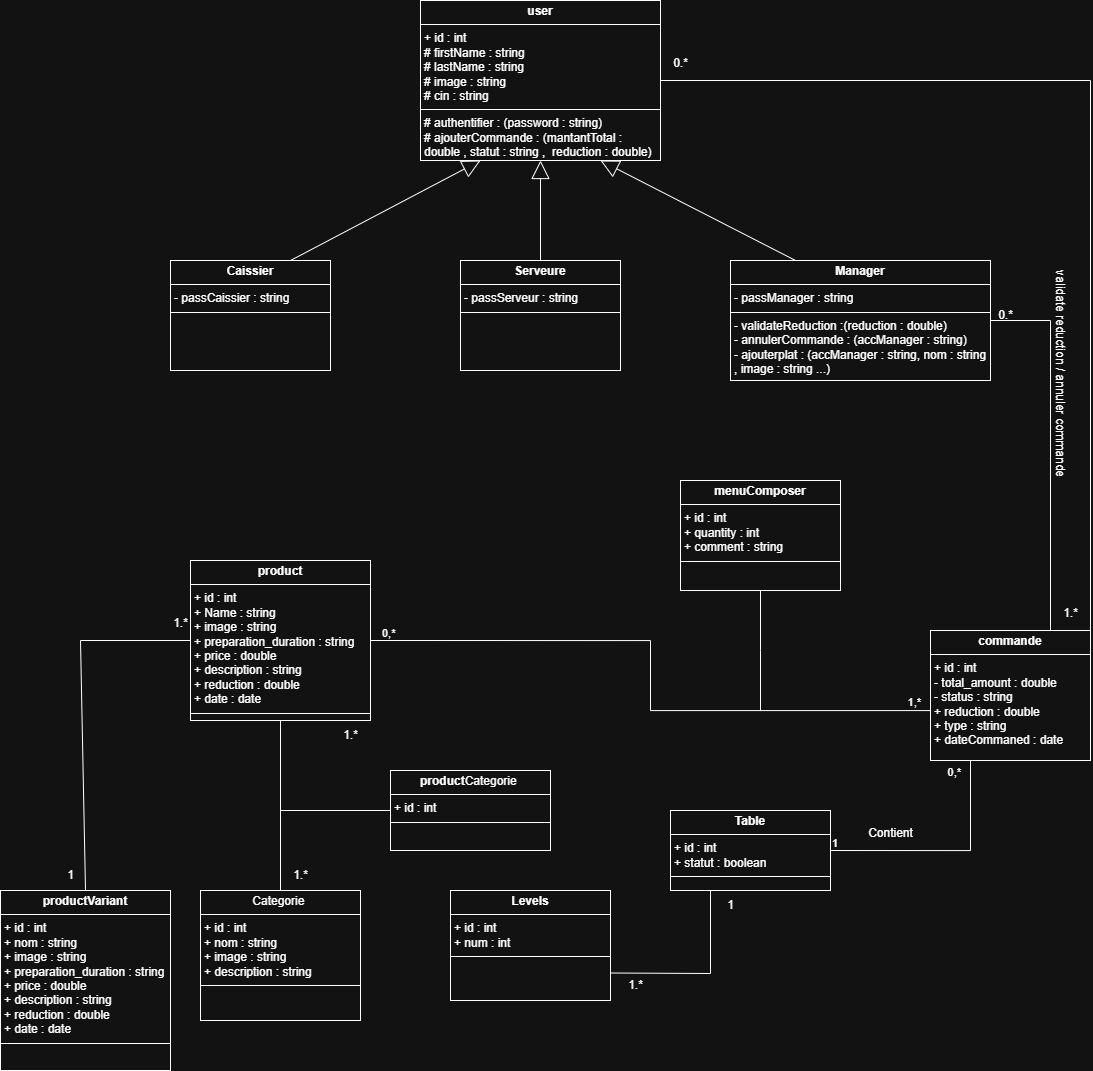 user
+ id : int
# firstName : string
# lastName : string
# image : string
# cin : string
# authentifier : (password : string)
# ajouterCommande : (mantantTotal :
double , statut : string ,  reduction : double)
0.*
Caissier
- passCaissier : string
Serveure
- passServeur : string
Manager
- passManager : string
- validateReduction :(reduction : double)
- annulerCommande : (accManager : string)
- ajouterplat : (accManager : string, nom : string
, image : string ...)
0.*
validate reduction / annuler commande
1.*
menuComposer
+ id : int
+ quantity : int
+ comment : string
product
+ id : int
+ Name : string
+ image : string
+ preparation_duration : string
+ price : double
+ description : string
+ reduction : double
+ date : date
1.*
0,*
1.*
commande
+ id : int
- total_amount : double
- status : string
+ reduction : double
+ type : string
+ dateCommaned : date
1,*
0,*
productCategorie
+ id : int
Table
+ id : int
+ statut : boolean
1
Contient
1
1
1.*
productVariant
+ id : int
+ nom : string
+ image : string
+ preparation_duration : string
+ price : double
+ description : string
+ reduction : double
+ date : date
Categorie
+ id : int
+ nom : string
+ image : string
+ description : string
Levels
+ id : int
+ num : int
1.*